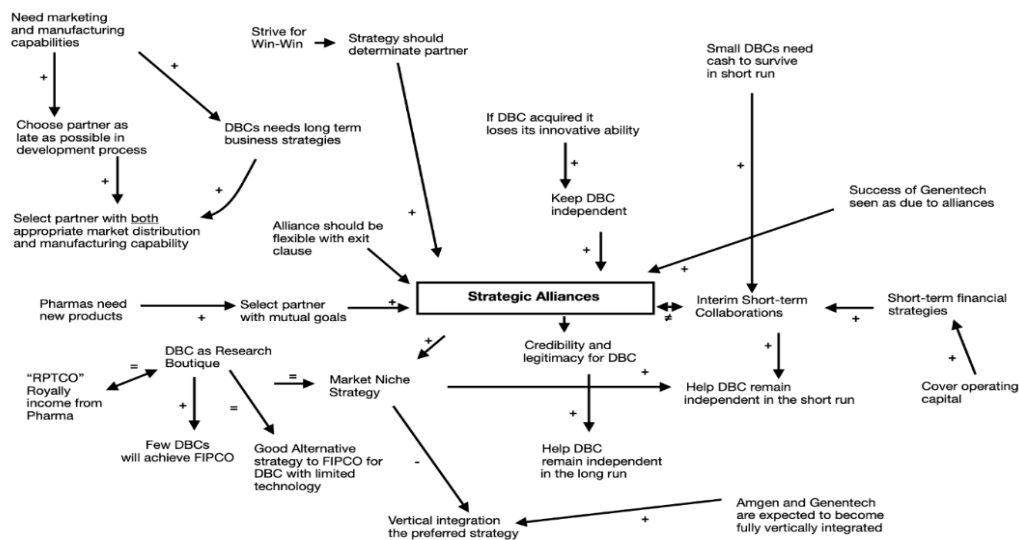 Need marketing
and manufacturing
capabilities
Strive for
Win-Win
Strategy should
determinate partner
Small DBCs need
cash to survive
in short run
+
+
If DBC acquired it
loses its innovative ability
Choose partner as
late as possible in
development process
DBCs needs long term
business strategies
+
+
+
+
Keep DBC
independent
Success of Genentech
seen as due to alliances
Select partner with both
appropriate market distribution
and manufacturing capability
+
Alliance should be
flexible with exit
clause
+
+
Strategic Alliances
Pharmas need
new products
+
Select partner
with mutual goals
+
≠
Interim Short-term
Collaborations
+
Short-term financial
strategies
DBC as Research
Boutique
+
Credibility and
legitimacy for DBC
+
+
"RPTCO"
Royally
income from
Pharma
=
=
Market Niche
Strategy
+
Help DBC remain
independent in the short run
Cover operating
capital
+
=
+
Few DBCs
will achieve FIPCO
Good Alternative
strategy to FIPCO for
DBC with limited
technology
-
Help DBC
remain independent
in the long run
Vertical integration
the preferred strategy
+
Amgen and Genentech
are expected to become
fully vertically integrated